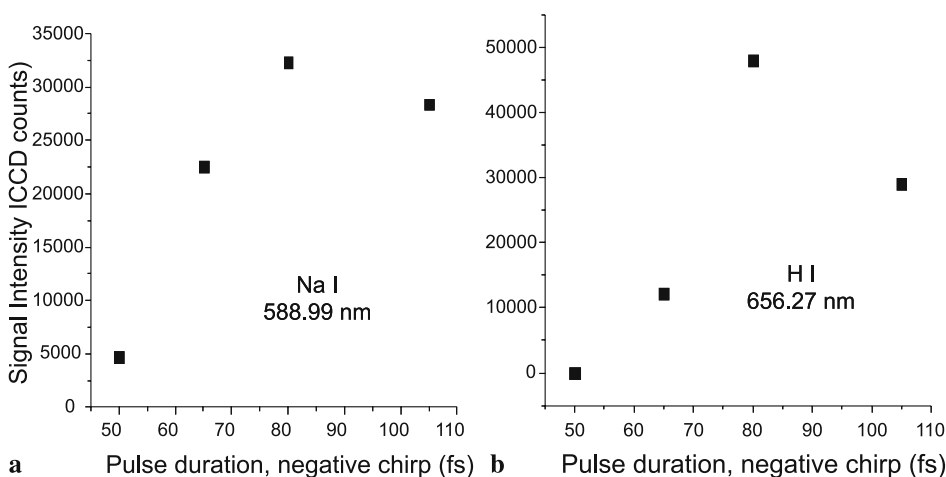 Signal Intensity ICCD counts)
35000
30000
25000
20000
15000
10000
5000
0
Na I
588.99 nm
50 60 70 80 90 100 110
a Pulse duration, negative chirp (fs)
50000
40000
30000
20000
10000
0
H I
656.27 nm
50 60 70 80 90 100 110
b Pulse duration, negative chirp (fs)